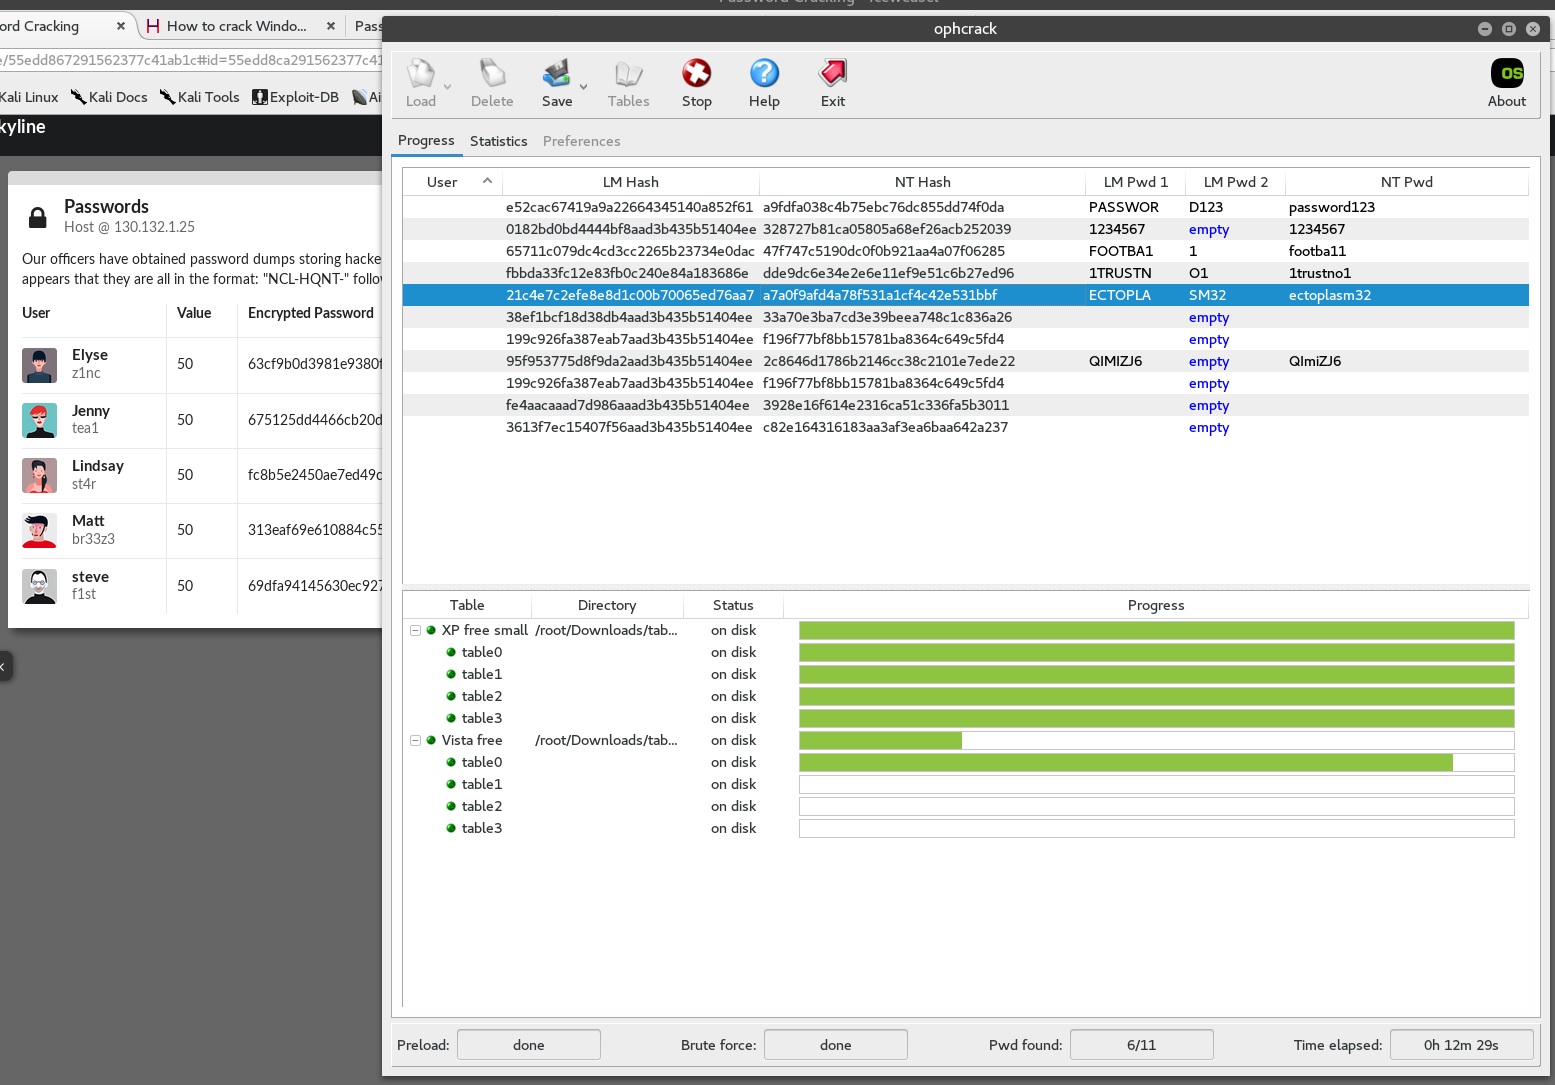 Password Cracking - Iceweasel
ord Cracking × How to crack Windo... × Pass
e/55edd867291562377c41ab1c#id=55edd8ca291562377c41
Kali Linux Kali Docs Kali Tools Exploit-DB Ai
kyline
Passwords
Host @ 130.132.1.25
Our officers have obtained password dumps storing hacke
appears that they are all in the format: "NCL-HQNT-" follo
User Value Encrypted Password
Elyse
z1nc
50 63cf9b0d3981e9380f
Jenny
tea1
50 675125dd4466cb20d
Lindsay
st4r
50 fc8b5e2450ae7ed49c
Matt
br33z3
50 313eaf69e610884c55
steve
f1st
50 69dfa94145630ec927
ophcrack
Load Delete Save Tables Stop Help Exit OS About
Progress Statistics Preferences
User LM Hash NT Hash LM Pwd 1 LM Pwd 2 NT Pwd
e52cac67419a9a22664345140a852f61 a9fdfa038c4b75ebc76dc855dd74f0da PASSWOR D123 password123
0182bd0bd4444bf8aad3b435b51404ee 328727b81ca05805a68ef26acb252039 1234567 empty 1234567
65711c079dc4cd3cc2265b23734e0dac 47f747c5190dc0f0b921aa4a07f06285 FOOTBA1 1 footba11
fbbda33fc12e83fb0c240e84a183686e dde9dc6e34e2e6e11ef9e51c6b27ed96 1TRUSTN O1 1trustno1
21c4e7c2efe8e8d1c00b70065ed76aa7 a7a0f9afd4a78f531a1cf4c42e531bbf ECTOPLA SM32 ectoplasm32
38ef1bcf18d38db4aad3b435b51404ee 33a70e3ba7cd3e39beea748c1c836a26 empty
199c926fa387eab7aad3b435b51404ee f196f77bf8bb15781ba8364c649c5fd4 empty
95f953775d8f9da2aad3b435b51404ee 2c8646d1786b2146cc38c2101e7ede22 QIMIZJ6 empty QImiZJ6
199c926fa387eab7aad3b435b51404ee f196f77bf8bb15781ba8364c649c5fd4 empty
fe4aacaaad7d986aaad3b435b51404ee 3928e16f614e2316ca51c336fa5b3011 empty
3613f7ec15407f56aad3b435b51404ee c82e164316183aa3af3ea6baa642a237 empty
Table Directory Status Progress
XP free small /root/Downloads/tab... on disk
table0 on disk
table1 on disk
table2 on disk
table3 on disk
Vista free /root/Downloads/tab... on disk
table0 on disk
table1 on disk
table2 on disk
table3 on disk
Preload: done Brute force: done Pwd found: 6/11 Time elapsed: 0h 12m 29s